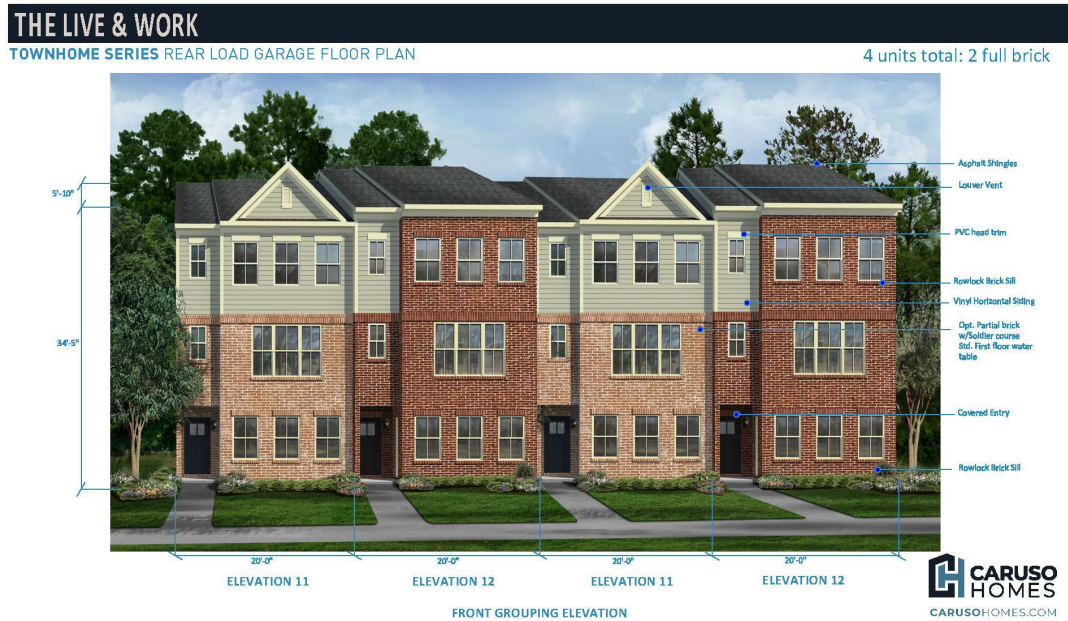 THE LIVE & WORK
TOWNHOME SERIES REAR LOAD GARAGE FLOOR PLAN
4 units total: 2 full brick
Asphalt Shingles
5'-10"
Louver Vent
PVC head trim
Rowlock Brick Sill
Vinyl Horizontal Siding
Opt. Partial brick
w/Soldier course
Std. First floor water
table
34'-5"
Covered Entry
Rowlock Brick Sill
20'-0" 20'-0" 20'-0" 20'-0"
ELEVATION 11 ELEVATION 12 ELEVATION 11 ELEVATION 12
FRONT GROUPING ELEVATION
CARUSO
HOMES
CARUSOHOMES.COM